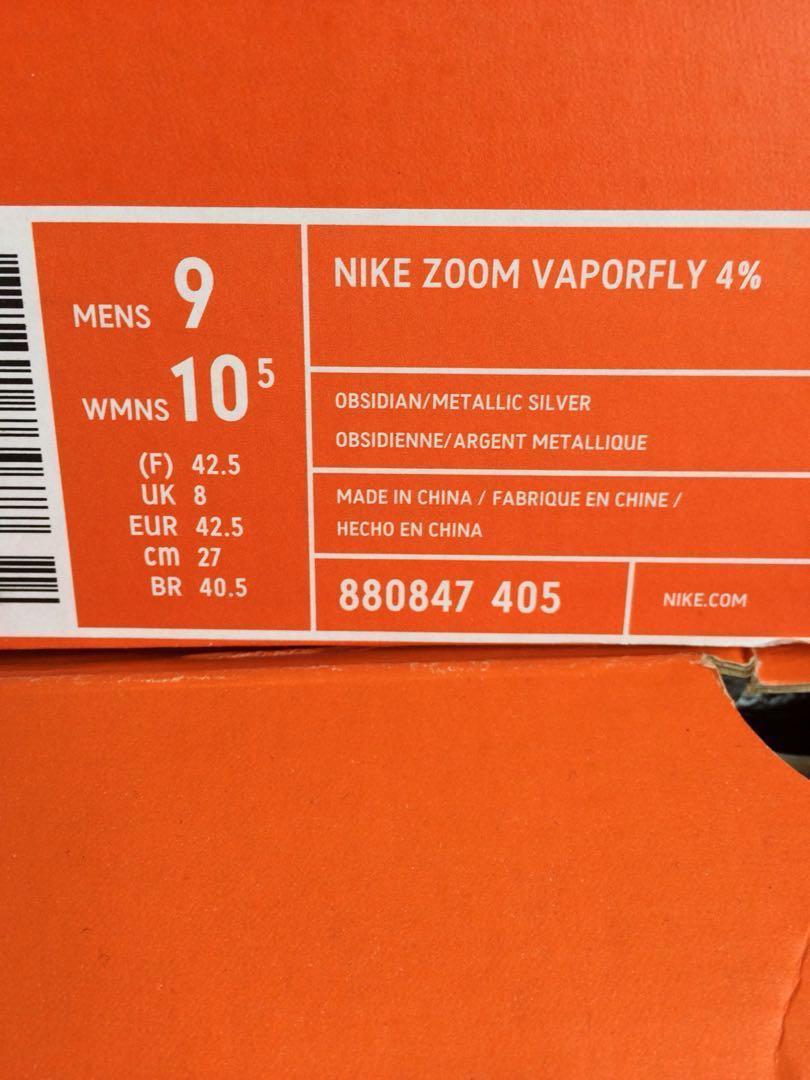 MENS 9
WMNS 10 5
(F) 42.5
UK 8
EUR 42.5
cm 27
BR 40.5
NIKE ZOOM VAPORFLY 4%
OBSIDIAN/METALLIC SILVER
OBSIDIENNE/ARGENT METALLIQUE
MADE IN CHINA / FABRIQUE EN CHINE /
HECHO EN CHINA
880847 405
NIKE.COM